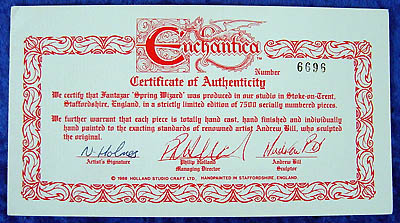 Enchantica TM
Number 6696
Certificate of Authenticity
We certify that Fantazar 'Spring Wizard' was produced in our studio in Stoke-on-Trent,
Staffordshire, England, in a strictly limited edition of 7500 serially numbered pieces.
We further warrant that each piece is totally hand cast, hand finished and individually
hand painted to the exacting standards of renowned artist Andrew Bill, who sculpted
the original.
N Holmes
Artist's Signature
Philip Holland
Managing Director
Andrew Bill
Sculptor
© 1988 HOLLAND STUDIO CRAFT LTD. HANDPAINTED IN STAFFORDSHIRE, ENGLAND.